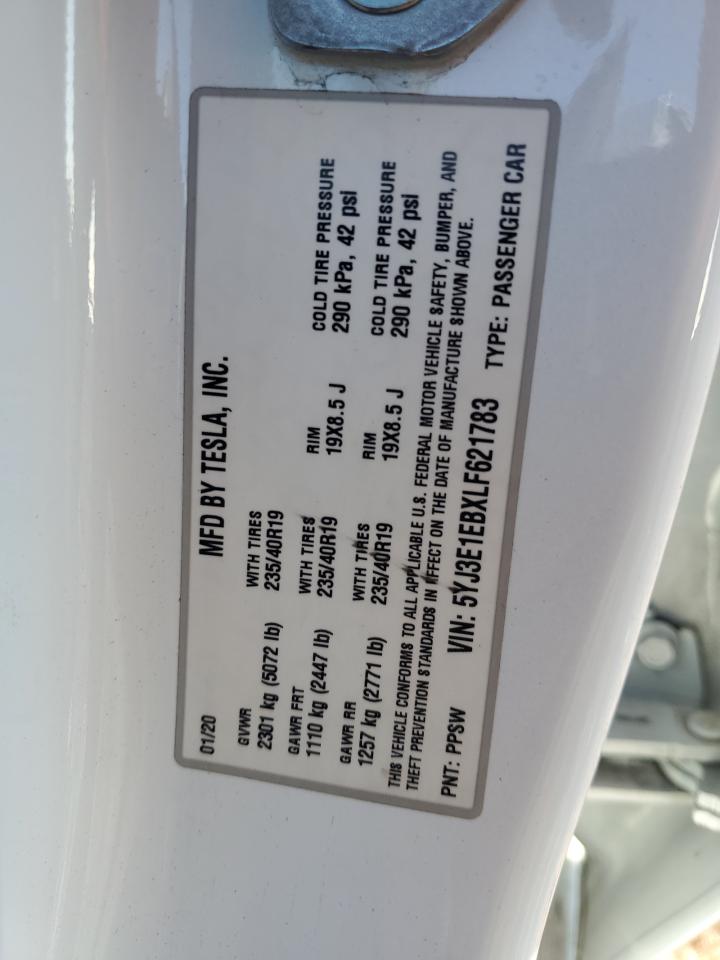 MFD BY TESLA, INC.
01/20
GVWR WITH TIRES
2301 kg (5072 lb) 235/40R19
GAWR FRT WITH TIRES RIM COLD TIRE PRESSURE
1110 kg (2447 lb) 235/40R19 19X8.5 J 290 kPa, 42 psi
GAWR RR WITH TIRES RIM COLD TIRE PRESSURE
1257 kg (2771 lb) 235/40R19 19X8.5 J 290 kPa, 42 psi
THIS VEHICLE CONFORMS TO ALL APPLICABLE U.S. FEDERAL MOTOR VEHICLE SAFETY, BUMPER, AND
THEFT PREVENTION STANDARDS IN EFFECT ON THE DATE OF MANUFACTURE SHOWN ABOVE.
PNT: PPSW VIN: 5YJ3E1EBXLF621783 TYPE: PASSENGER CAR